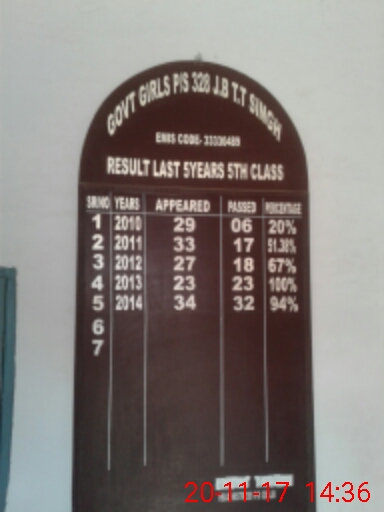 GOVT GIRLS P/S 328 J.B T.T SINGH
EMIS CODE- 33336489
RESULT LAST 5YEARS 5TH CLASS
SR/NO YEARS APPEARED PASSED PERCENTAGE
1 2010 29 06 20%
2 2011 33 17 51.38%
3 2012 27 18 67%
4 2013 23 23 100%
5 2014 34 32 94%
6
7
20-11-17 14:36